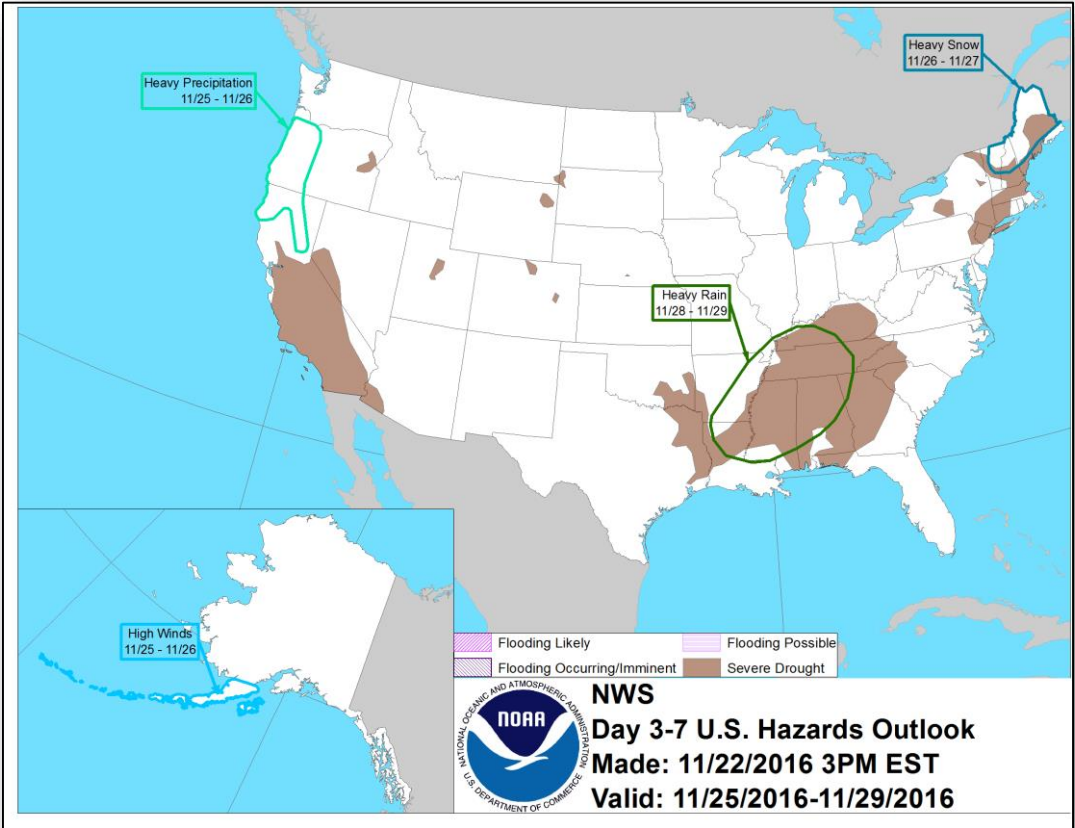 Heavy Snow
11/26 - 11/27
Heavy Precipitation
11/25 - 11/26
Heavy Rain
11/28 - 11/29
High Winds
11/25 - 11/26
Flooding Likely
Flooding Possible
Flooding Occurring/Imminent
Severe Drought
NATIONAL OCEANIC AND ATMOSPHERIC ADMINISTRATION
NOAA
U.S. DEPARTMENT OF COMMERCE
NWS
Day 3-7 U.S. Hazards Outlook
Made: 11/22/2016 3PM EST
Valid: 11/25/2016-11/29/2016